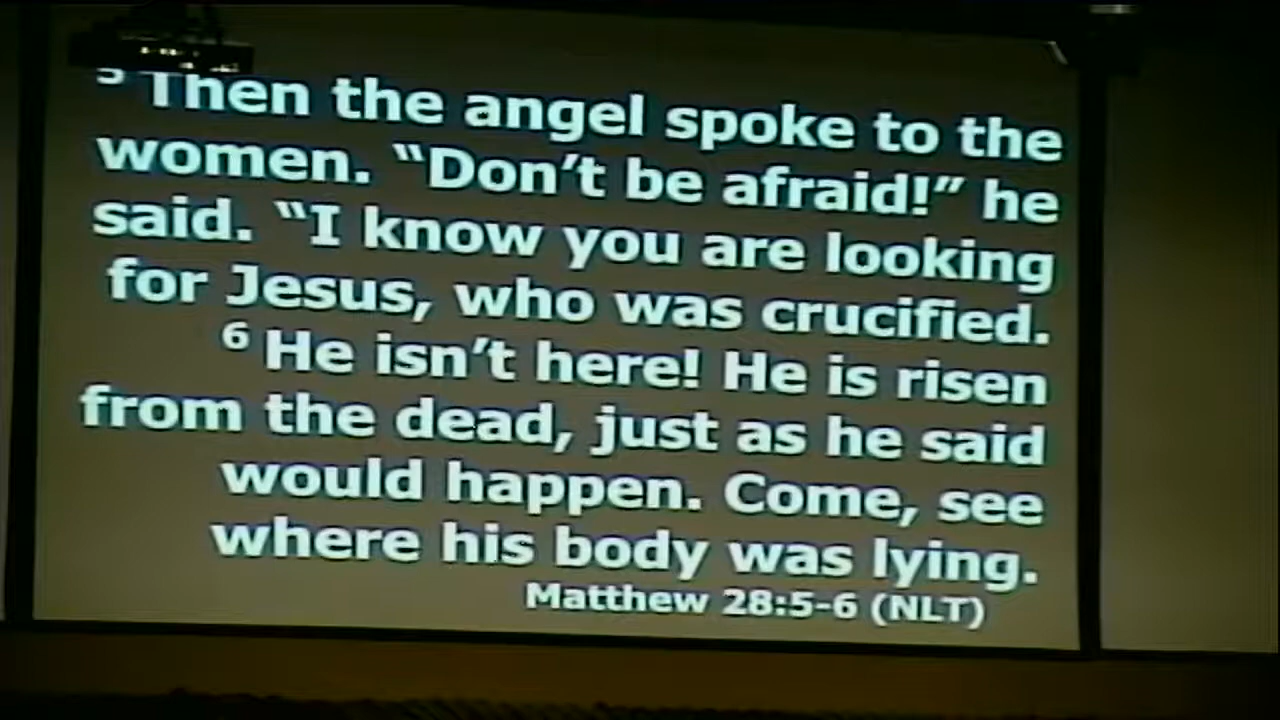 5 Then the angel spoke to the
women. “Don’t be afraid!” he
said. “I know you are looking
for Jesus, who was crucified.
6 He isn’t here! He is risen
from the dead, just as he said
would happen. Come, see
where his body was lying.
Matthew 28:5-6 (NLT)